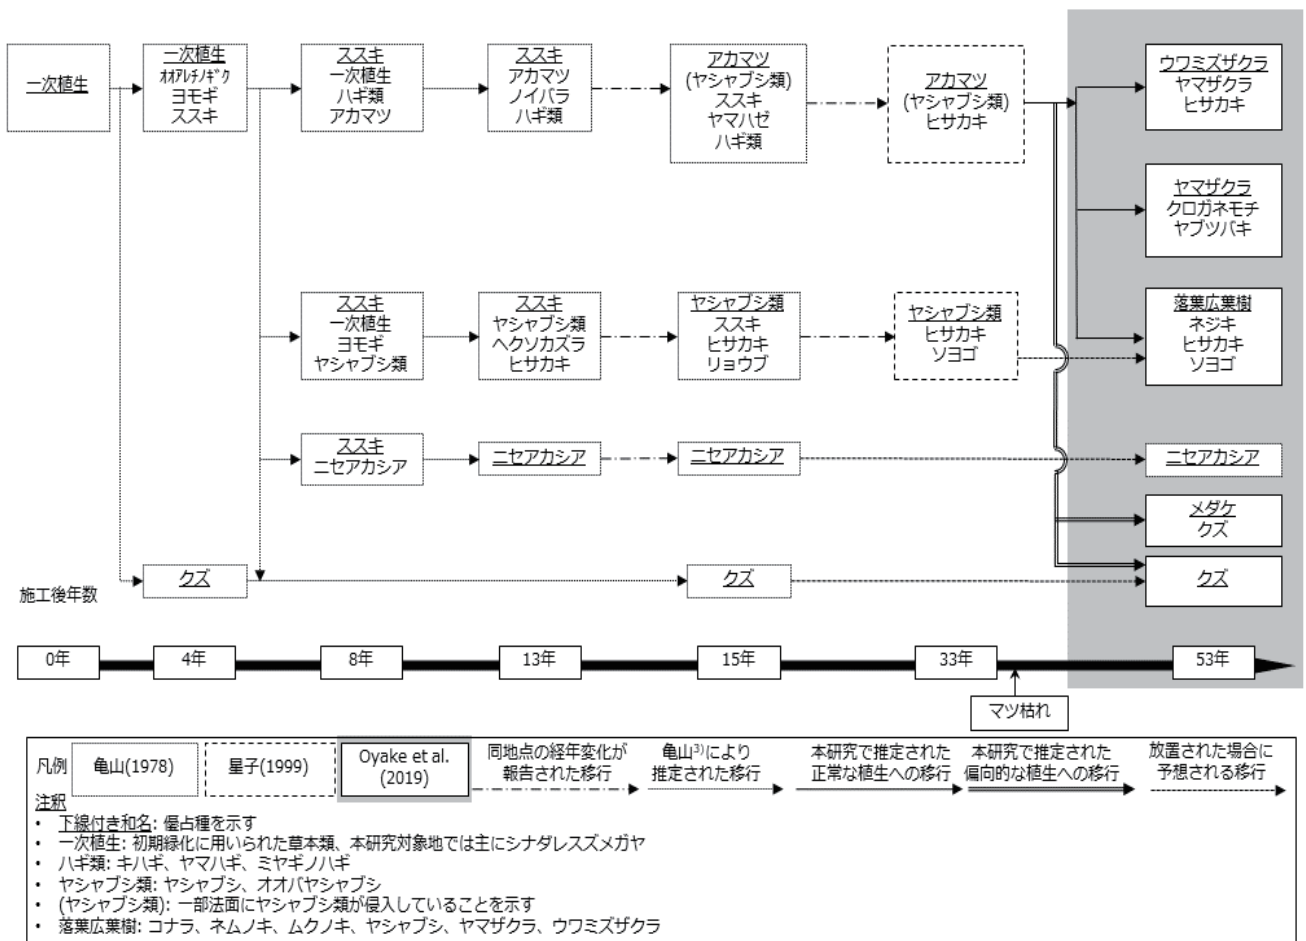 一次植生
一次植生
オオアレチノギク
ヨモギ
ススキ
ススキ
一次植生
ハギ類
アカマツ
ススキ
アカマツ
ノイバラ
ハギ類
アカマツ
(ヤシャブシ類)
ススキ
ヤマハゼ
ハギ類
アカマツ
(ヤシャブシ類)
ヒサカキ
ウワミズザクラ
ヤマザクラ
ヒサカキ
ヤマザクラ
クロガネモチ
ヤブツバキ
ススキ
一次植生
ヨモギ
ヤシャブシ類
ススキ
ヤシャブシ類
ヘクソカズラ
ヒサカキ
ヤシャブシ類
ススキ
ヒサカキ
リョウブ
ヤシャブシ類
ヒサカキ
ソヨゴ
落葉広葉樹
ネジキ
ヒサカキ
ソヨゴ
ススキ
ニセアカシア
ニセアカシア
ニセアカシア
ニセアカシア
メダケ
クズ
クズ
クズ
クズ
施工後年数
0年
4年
8年
13年
15年
33年
53年
マツ枯れ
凡例
亀山(1978)
星子(1999)
Oyake et al.
(2019)
同地点の経年変化が
報告された移行
亀山3)により
推定された移行
本研究で推定された
正常な植生への移行
本研究で推定された
偏向的な植生への移行
放置された場合に
予想される移行
注釈
• 下線付き和名: 優占種を示す
• 一次植生: 初期緑化に用いられた草本類、本研究対象地では主にシナダレスズメガヤ
• ハギ類: キハギ、ヤマハギ、ミヤギノハギ
• ヤシャブシ類: ヤシャブシ、オオバヤシャブシ
• (ヤシャブシ類): 一部法面にヤシャブシ類が侵入していることを示す
• 落葉広葉樹: コナラ、ネムノキ、ムクノキ、ヤシャブシ、ヤマザクラ、ウワミズザクラ